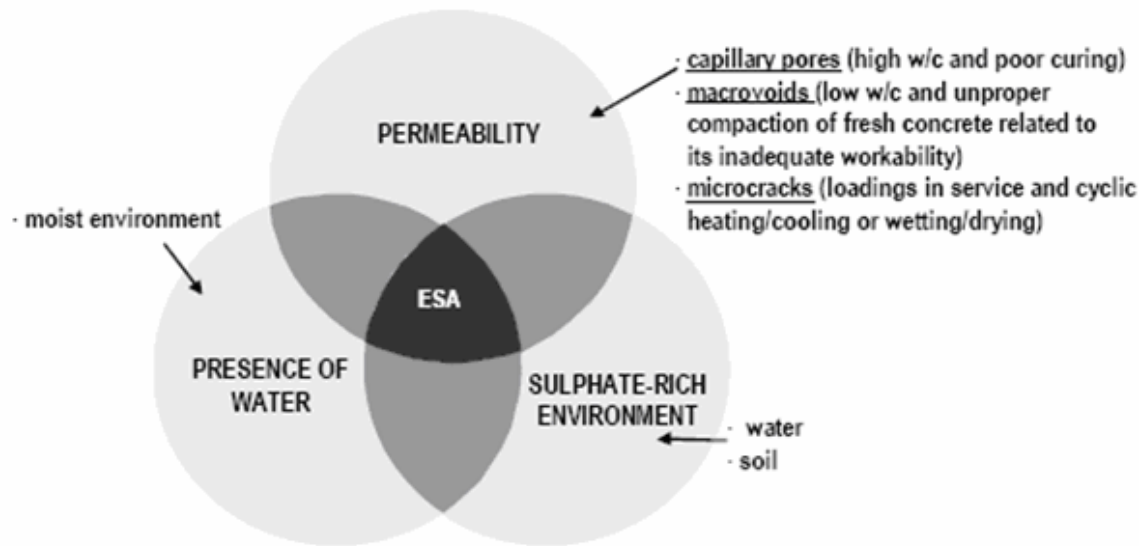 · capillary pores (high w/c and poor curing)
· macrovoids (low w/c and unproper
compaction of fresh concrete related to
its inadequate workability)
· microcracks (loadings in service and cyclic
heating/cooling or wetting/drying)
PERMEABILITY
· moist environment
ESA
PRESENCE OF
WATER
SULPHATE-RICH
ENVIRONMENT
· water
· soil